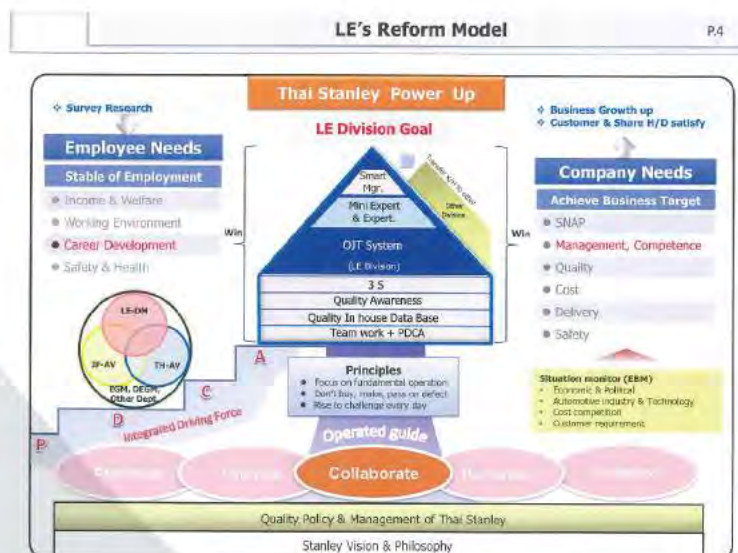 LE's Reform Model
P.4
Thai Stanley Power Up
Survey Research
Business Growth up
Customer & Share H/D satisfy
LE Division Goal
Employee Needs
Company Needs
Stable of Employment
Achieve Business Target
Income & Welfare
Working Environment
Career Development
Safety & Health
Win
Smart
Mgr.
Mini Expert
& Expert.
OJT System
(LE Division)
Other
Division
Win
SNAP
Management, Competence
Quality
Cost
Delivery
Safety
3 S
Quality Awareness
Quality In house Data Base
Team work + PDCA
LE-DM
JP-AV
TH-AV
EGM, DEGM,
Other Dept.
P
D
C
A
Integrated Driving Force
Principles
Focus on fundamental operation
Don't buy, make, pass on defect
Rise to challenge every day
Situation monitor (EBM)
Economic & Political
Automotive Industry & Technology
Cost competition
Customer requirement
Operated guide
Collaborate
Quality Policy & Management of Thai Stanley
Stanley Vision & Philosophy